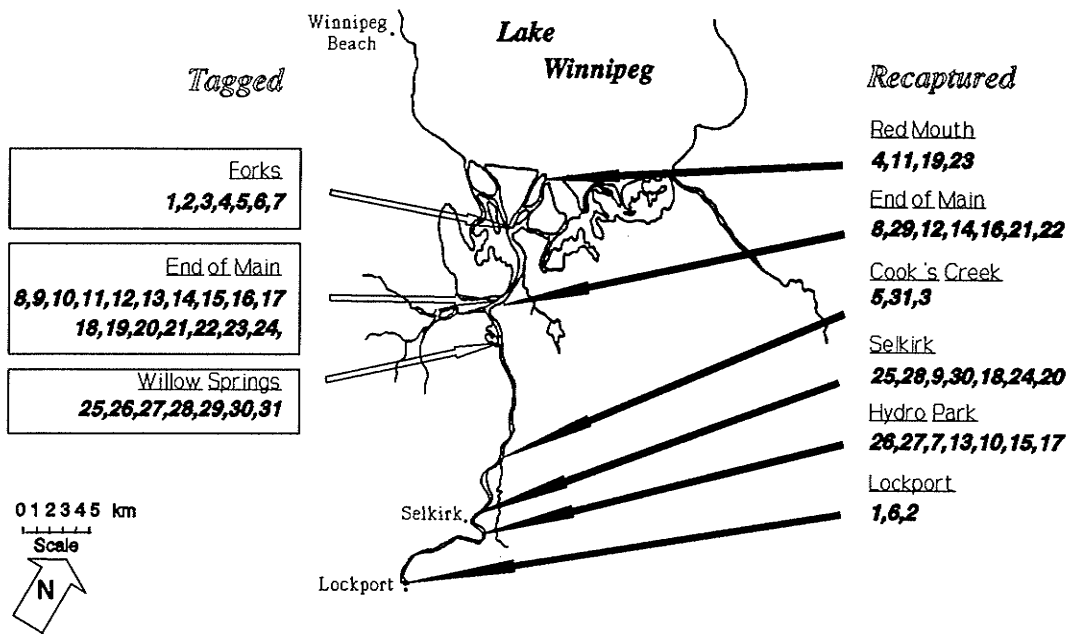 Winnipeg
Beach
Lake
Winnipeg
Tagged
Forks
1,2,3,4,5,6,7
End of Main
8,9,10,11,12,13,14,15,16,17
18,19,20,21,22,23,24,
Willow Springs
25,26,27,28,29,30,31
Recaptured
Red Mouth
4,11,19,23
End of Main
8,29,12,14,16,21,22
Cook's Creek
5,31,3
Selkirk
25,28,9,30,18,24,20
Hydro Park
26,27,7,13,10,15,17
Lockport
1,6,2
Selkirk
Lockport
0 1 2 3 4 5 km
Scale
N